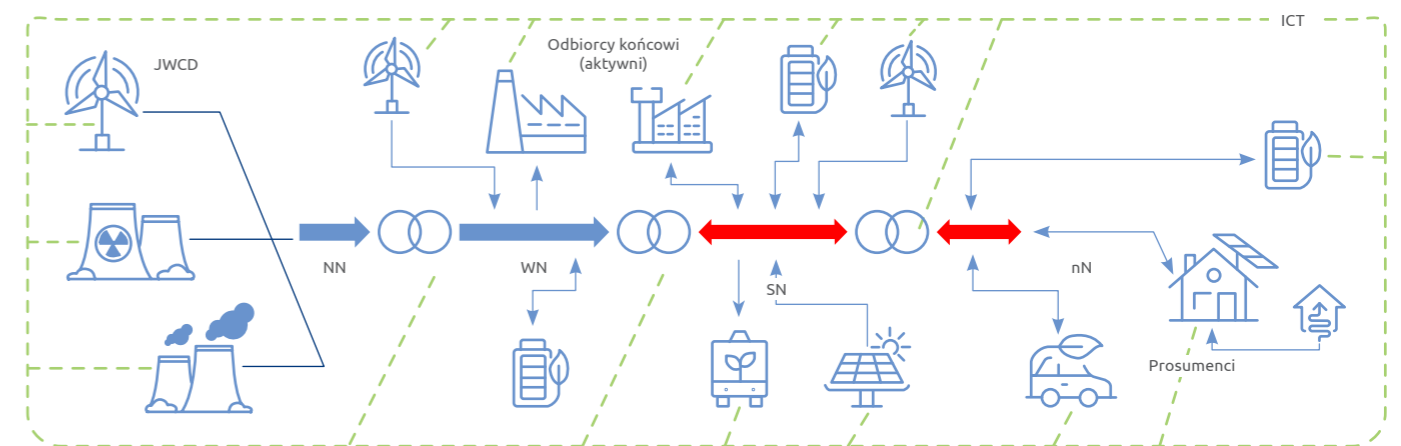 ICT
JWCD
Odbiorcy końcowi
(aktywni)
NN
WN
SN
nN
Prosumenci